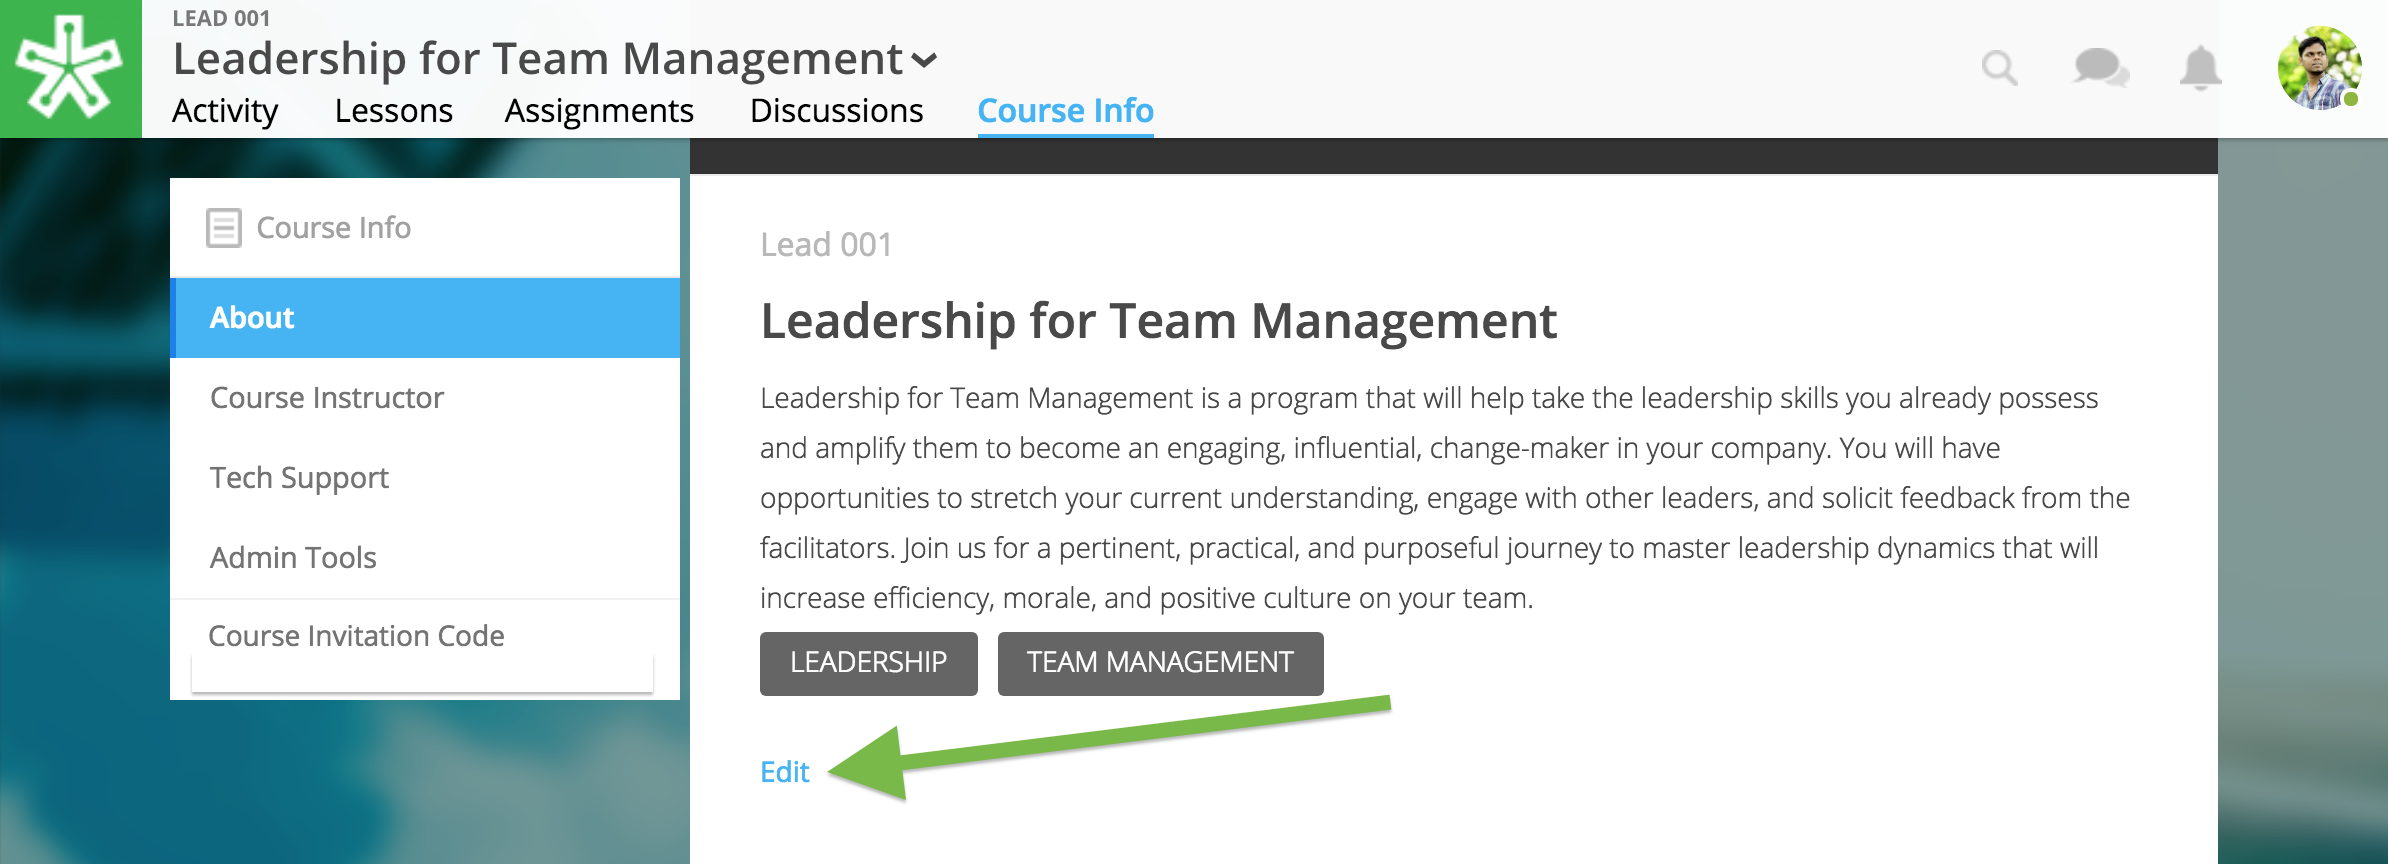 LEAD 001
Leadership for Team Management
Activity Lessons Assignments Discussions Course Info
Course Info
About
Course Instructor
Tech Support
Admin Tools
Course Invitation Code
Lead 001
Leadership for Team Management
Leadership for Team Management is a program that will help take the leadership skills you already possess
and amplify them to become an engaging, influential, change-maker in your company. You will have
opportunities to stretch your current understanding, engage with other leaders, and solicit feedback from the
facilitators. Join us for a pertinent, practical, and purposeful journey to master leadership dynamics that will
increase efficiency, morale, and positive culture on your team.
LEADERSHIP TEAM MANAGEMENT
Edit